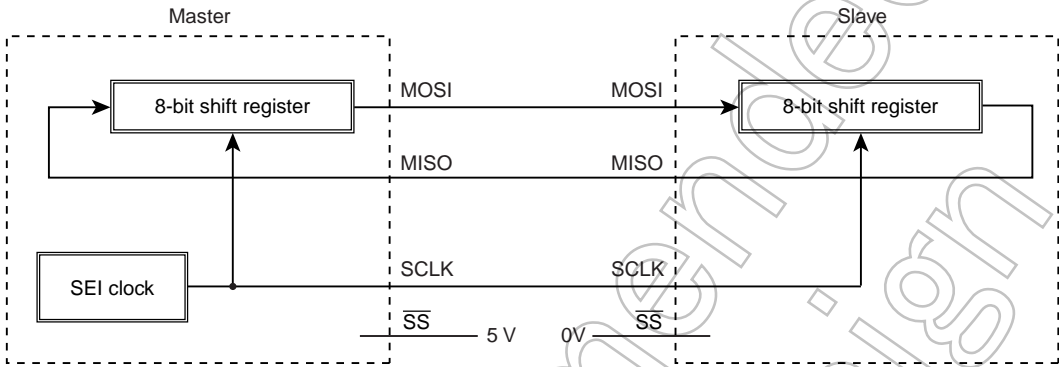 Master Slave
8-bit shift register MOSI MOSI 8-bit shift register
MISO MISO
SEI clock SCLK SCLK
SS 5 V 0V SS